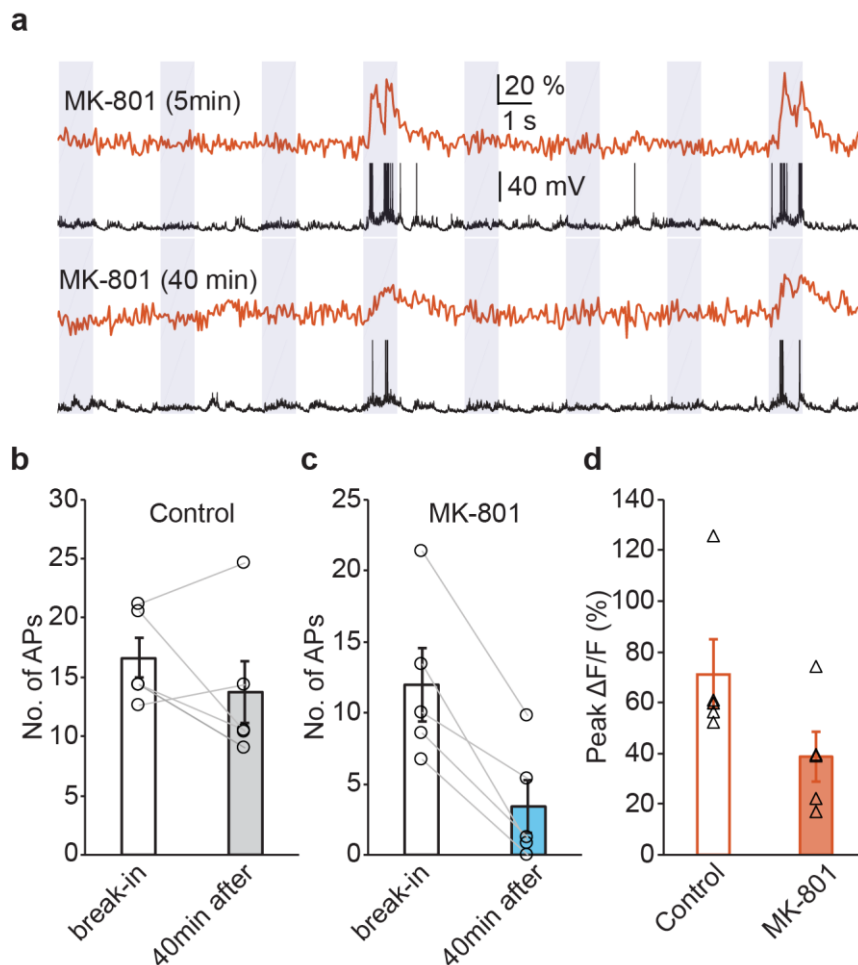 a
MK-801 (5min)
20 %
1 s
40 mV
MK-801 (40 min)
b
c
d
30
25
20
15
10
5
0
No. of APs
Control
break-in
40min after
25
20
15
10
5
0
No. of APs
MK-801
break-in
40min after
140
120
100
80
60
40
20
0
Peak ΔF/F (%)
Control
MK-801